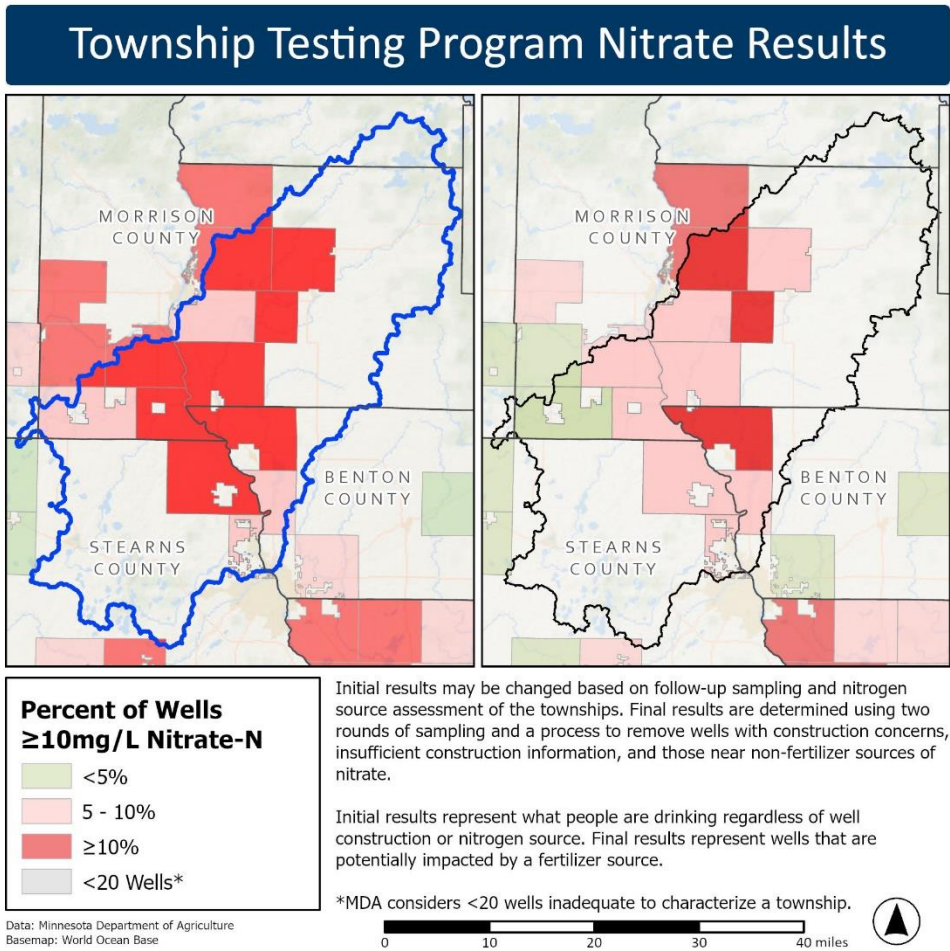 Township Testing Program Nitrate Results
MORRISON
COUNTY
BENTON
COUNTY
STEARNS
COUNTY
MORRISON
COUNTY
BENTON
COUNTY
STEARNS
COUNTY
Percent of Wells
≥10mg/L Nitrate-N
<5%
5 - 10%
≥10%
<20 Wells*
Data: Minnesota Department of Agriculture
Basemap: World Ocean Base
Initial results may be changed based on follow-up sampling and nitrogen
source assessment of the townships. Final results are determined using two
rounds of sampling and a process to remove wells with construction concerns,
insufficient construction information, and those near non-fertilizer sources of
nitrate.
Initial results represent what people are drinking regardless of well
construction or nitrogen source. Final results represent wells that are
potentially impacted by a fertilizer source.
*MDA considers <20 wells inadequate to characterize a township.
0 10 20 30 40 miles